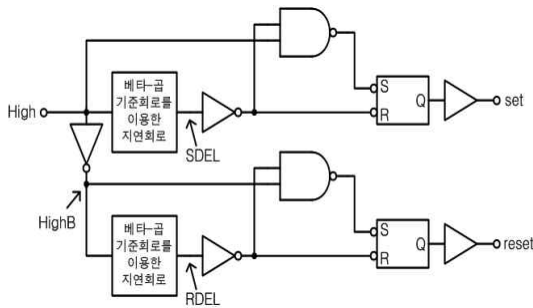 베타-곱
기준회로를
이용한
지연회로
High
SDEL
S
R
Q
set
HighB
베타-곱
기준회로를
이용한
지연회로
RDEL
S
R
Q
reset